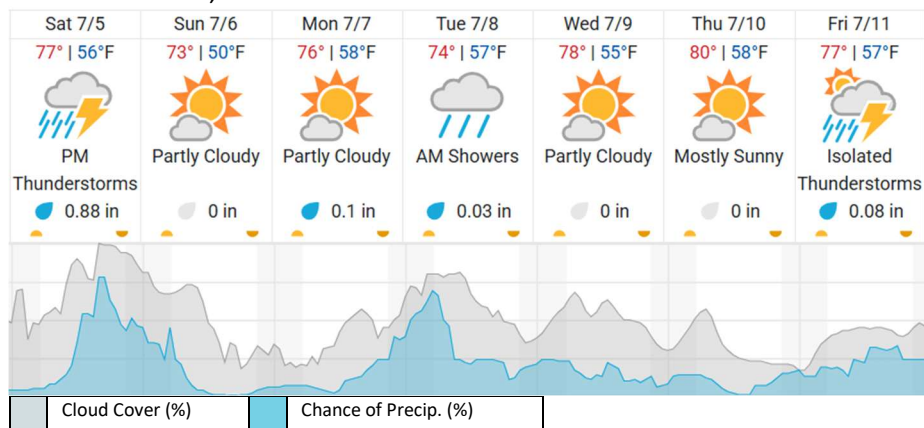 Sat 7/5 Sun 7/6 Mon 7/7 Tue 7/8 Wed 7/9 Thu 7/10 Fri 7/11
77° | 56°F 73° | 50°F 76° | 58°F 74° | 57°F 78° | 55°F 80° | 58°F 77° | 57°F
PM Partly Cloudy Partly Cloudy AM Showers Partly Cloudy Mostly Sunny Isolated
Thunderstorms Thunderstorms
0.88 in 0 in 0.1 in 0.03 in 0 in 0 in 0.08 in
Cloud Cover (%) Chance of Precip. (%)